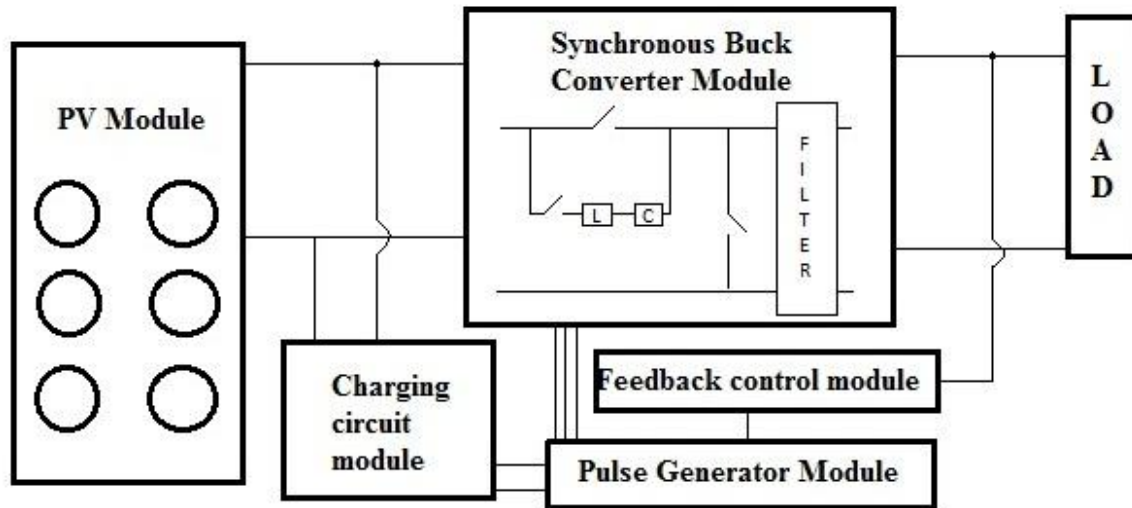 PV Module
Synchronous Buck
Converter Module
L
C
F
I
L
T
E
R
L
O
A
D
Charging
circuit
module
Feedback control module
Pulse Generator Module